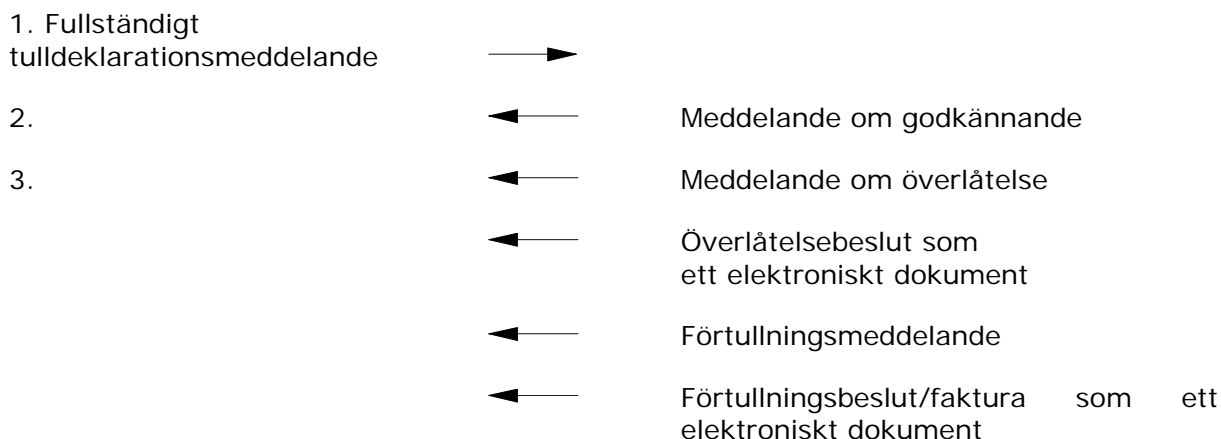 1. Fullständigt
tulldeklarationsmeddelande
2. Meddelande om godkännande
3. Meddelande om överlåtelse
Överlåtelsebeslut som
ett elektroniskt dokument
Förtullningsmeddelande
Förtullningsbeslut/faktura som ett
elektroniskt dokument